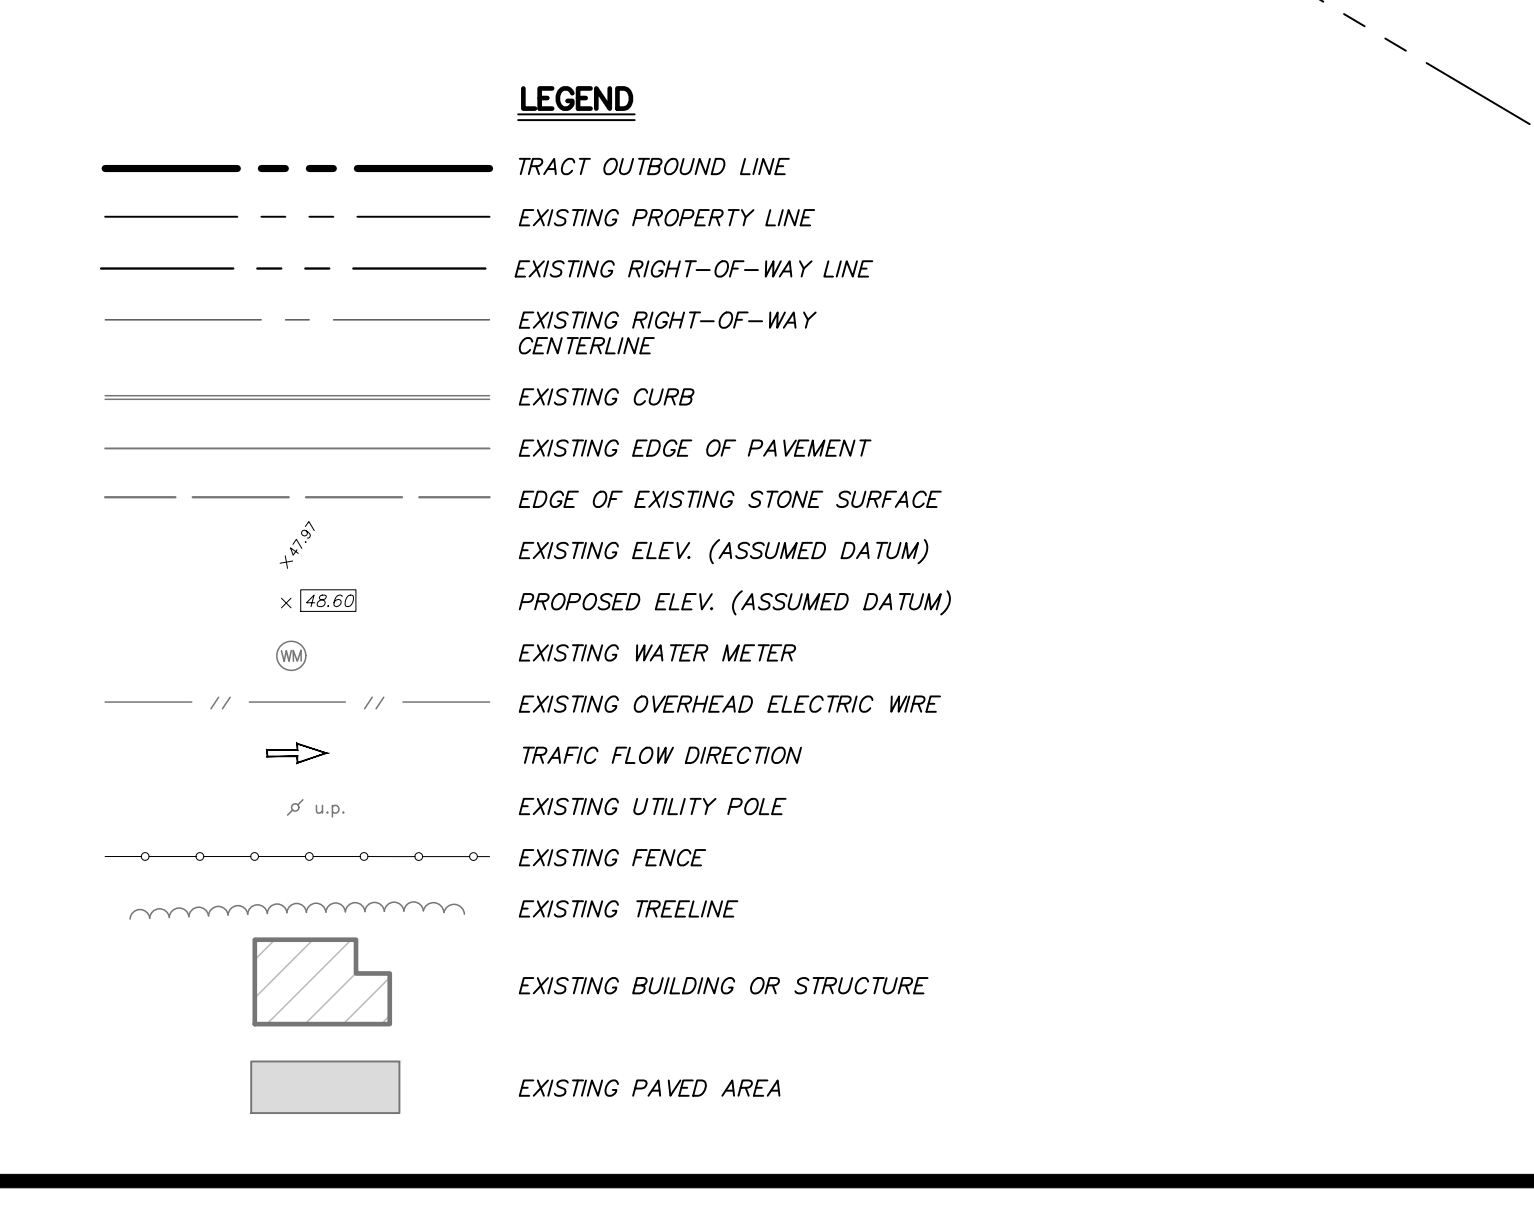 LEGEND
TRACT OUTBOUND LINE
EXISTING PROPERTY LINE
EXISTING RIGHT-OF-WAY LINE
EXISTING RIGHT-OF-WAY
CENTERLINE
EXISTING CURB
EXISTING EDGE OF PAVEMENT
EDGE OF EXISTING STONE SURFACE
×47.97
EXISTING ELEV. (ASSUMED DATUM)
× 48.60
PROPOSED ELEV. (ASSUMED DATUM)
WM
EXISTING WATER METER
EXISTING OVERHEAD ELECTRIC WIRE
TRAFIC FLOW DIRECTION
u.p.
EXISTING UTILITY POLE
EXISTING FENCE
EXISTING TREELINE
EXISTING BUILDING OR STRUCTURE
EXISTING PAVED AREA